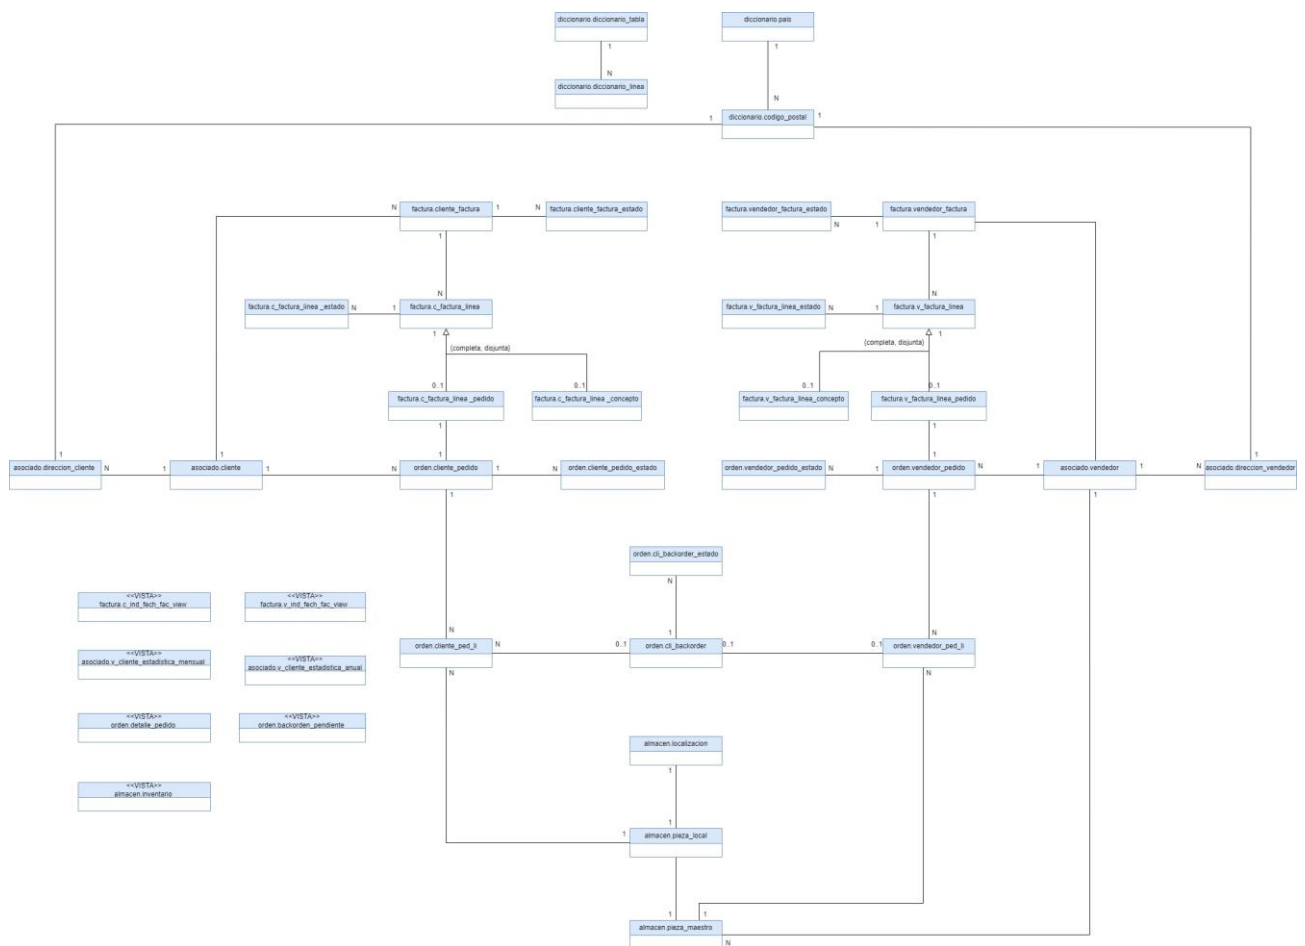 diccionario.diccionario_tabla
diccionario.pais
1
1
N
N
diccionario.diccionario_linea
diccionario.codigo_postal
1
1
N
factura.cliente_factura
1
N
factura.cliente_factura_estado
factura.vendedor_factura_estado
factura.vendedor_factura
N
1
1
1
N
N
factura.c_factura_linea _estado
N
1
factura.c_factura_linea
factura.v_factura_linea_estado
N
1
factura.v_factura_linea
1
1
{completa, disjunta}
{completa, disjunta}
0..1
0..1
0..1
0..1
factura.c_factura_linea _pedido
factura.c_factura_linea _concepto
factura.v_factura_linea_concepto
factura.v_factura_linea_pedido
1
1
1
1
1
1
asociado.direccion_cliente
N
1
asociado.cliente
1
N
orden.cliente_pedido
1
N
orden.cliente_pedido_estado
orden.vendedor_pedido_estado
N
1
orden.vendedor_pedido
N
1
asociado.vendedor
1
N
asociado.direccion_vendedor
1
1
1
orden.cli_backorder_estado
N
<<VISTA>>
factura.c_ind_fech_fac_view
<<VISTA>>
factura.v_ind_fech_fac_view
N
1
N
orden.cliente_ped_li
N
0..1
orden.cli_backorder
0..1
0..1
orden.vendedor_ped_li
<<VISTA>>
asociado.v_cliente_estadistica_mensual
<<VISTA>>
asociado.v_cliente_estadistica_anual
N
N
<<VISTA>>
orden.detalle_pedido
<<VISTA>>
orden.backorden_pendiente
almacen.localizacion
1
<<VISTA>>
almacen.inventario
1
1
almacen.pieza_local
1
1
almacen.pieza_maestro
N